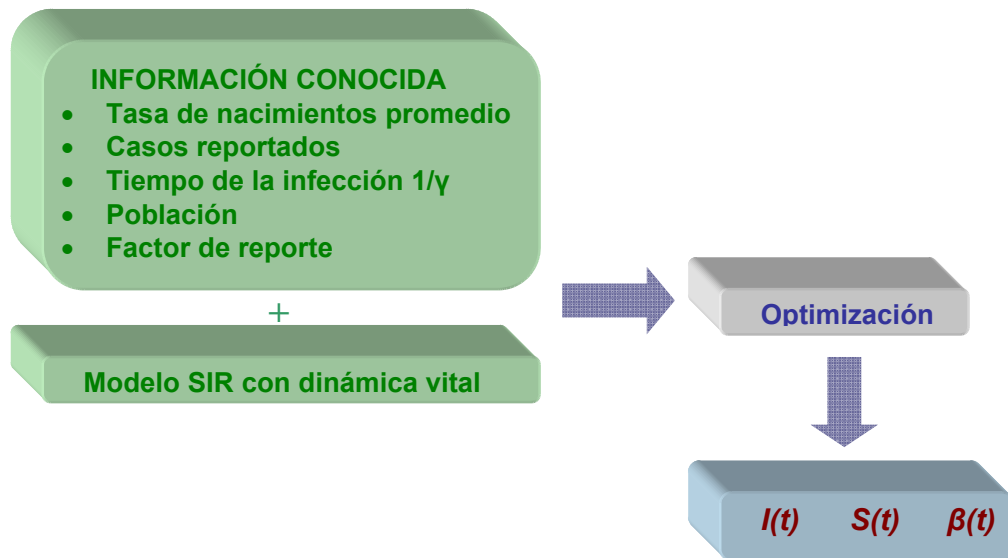 INFORMACIÓN CONOCIDA
• Tasa de nacimientos promedio
• Casos reportados
• Tiempo de la infección 1/γ
• Población
• Factor de reporte
+
Modelo SIR con dinámica vital
Optimización
I(t) S(t) β(t)